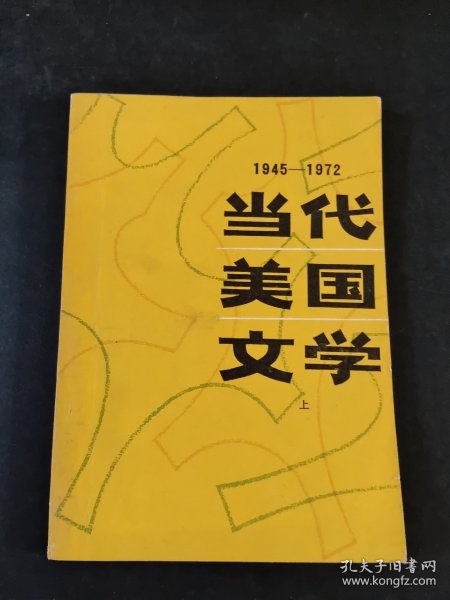 1945—1972
当代
美国
文学
上
孔夫子旧书网
www.kongfz.com